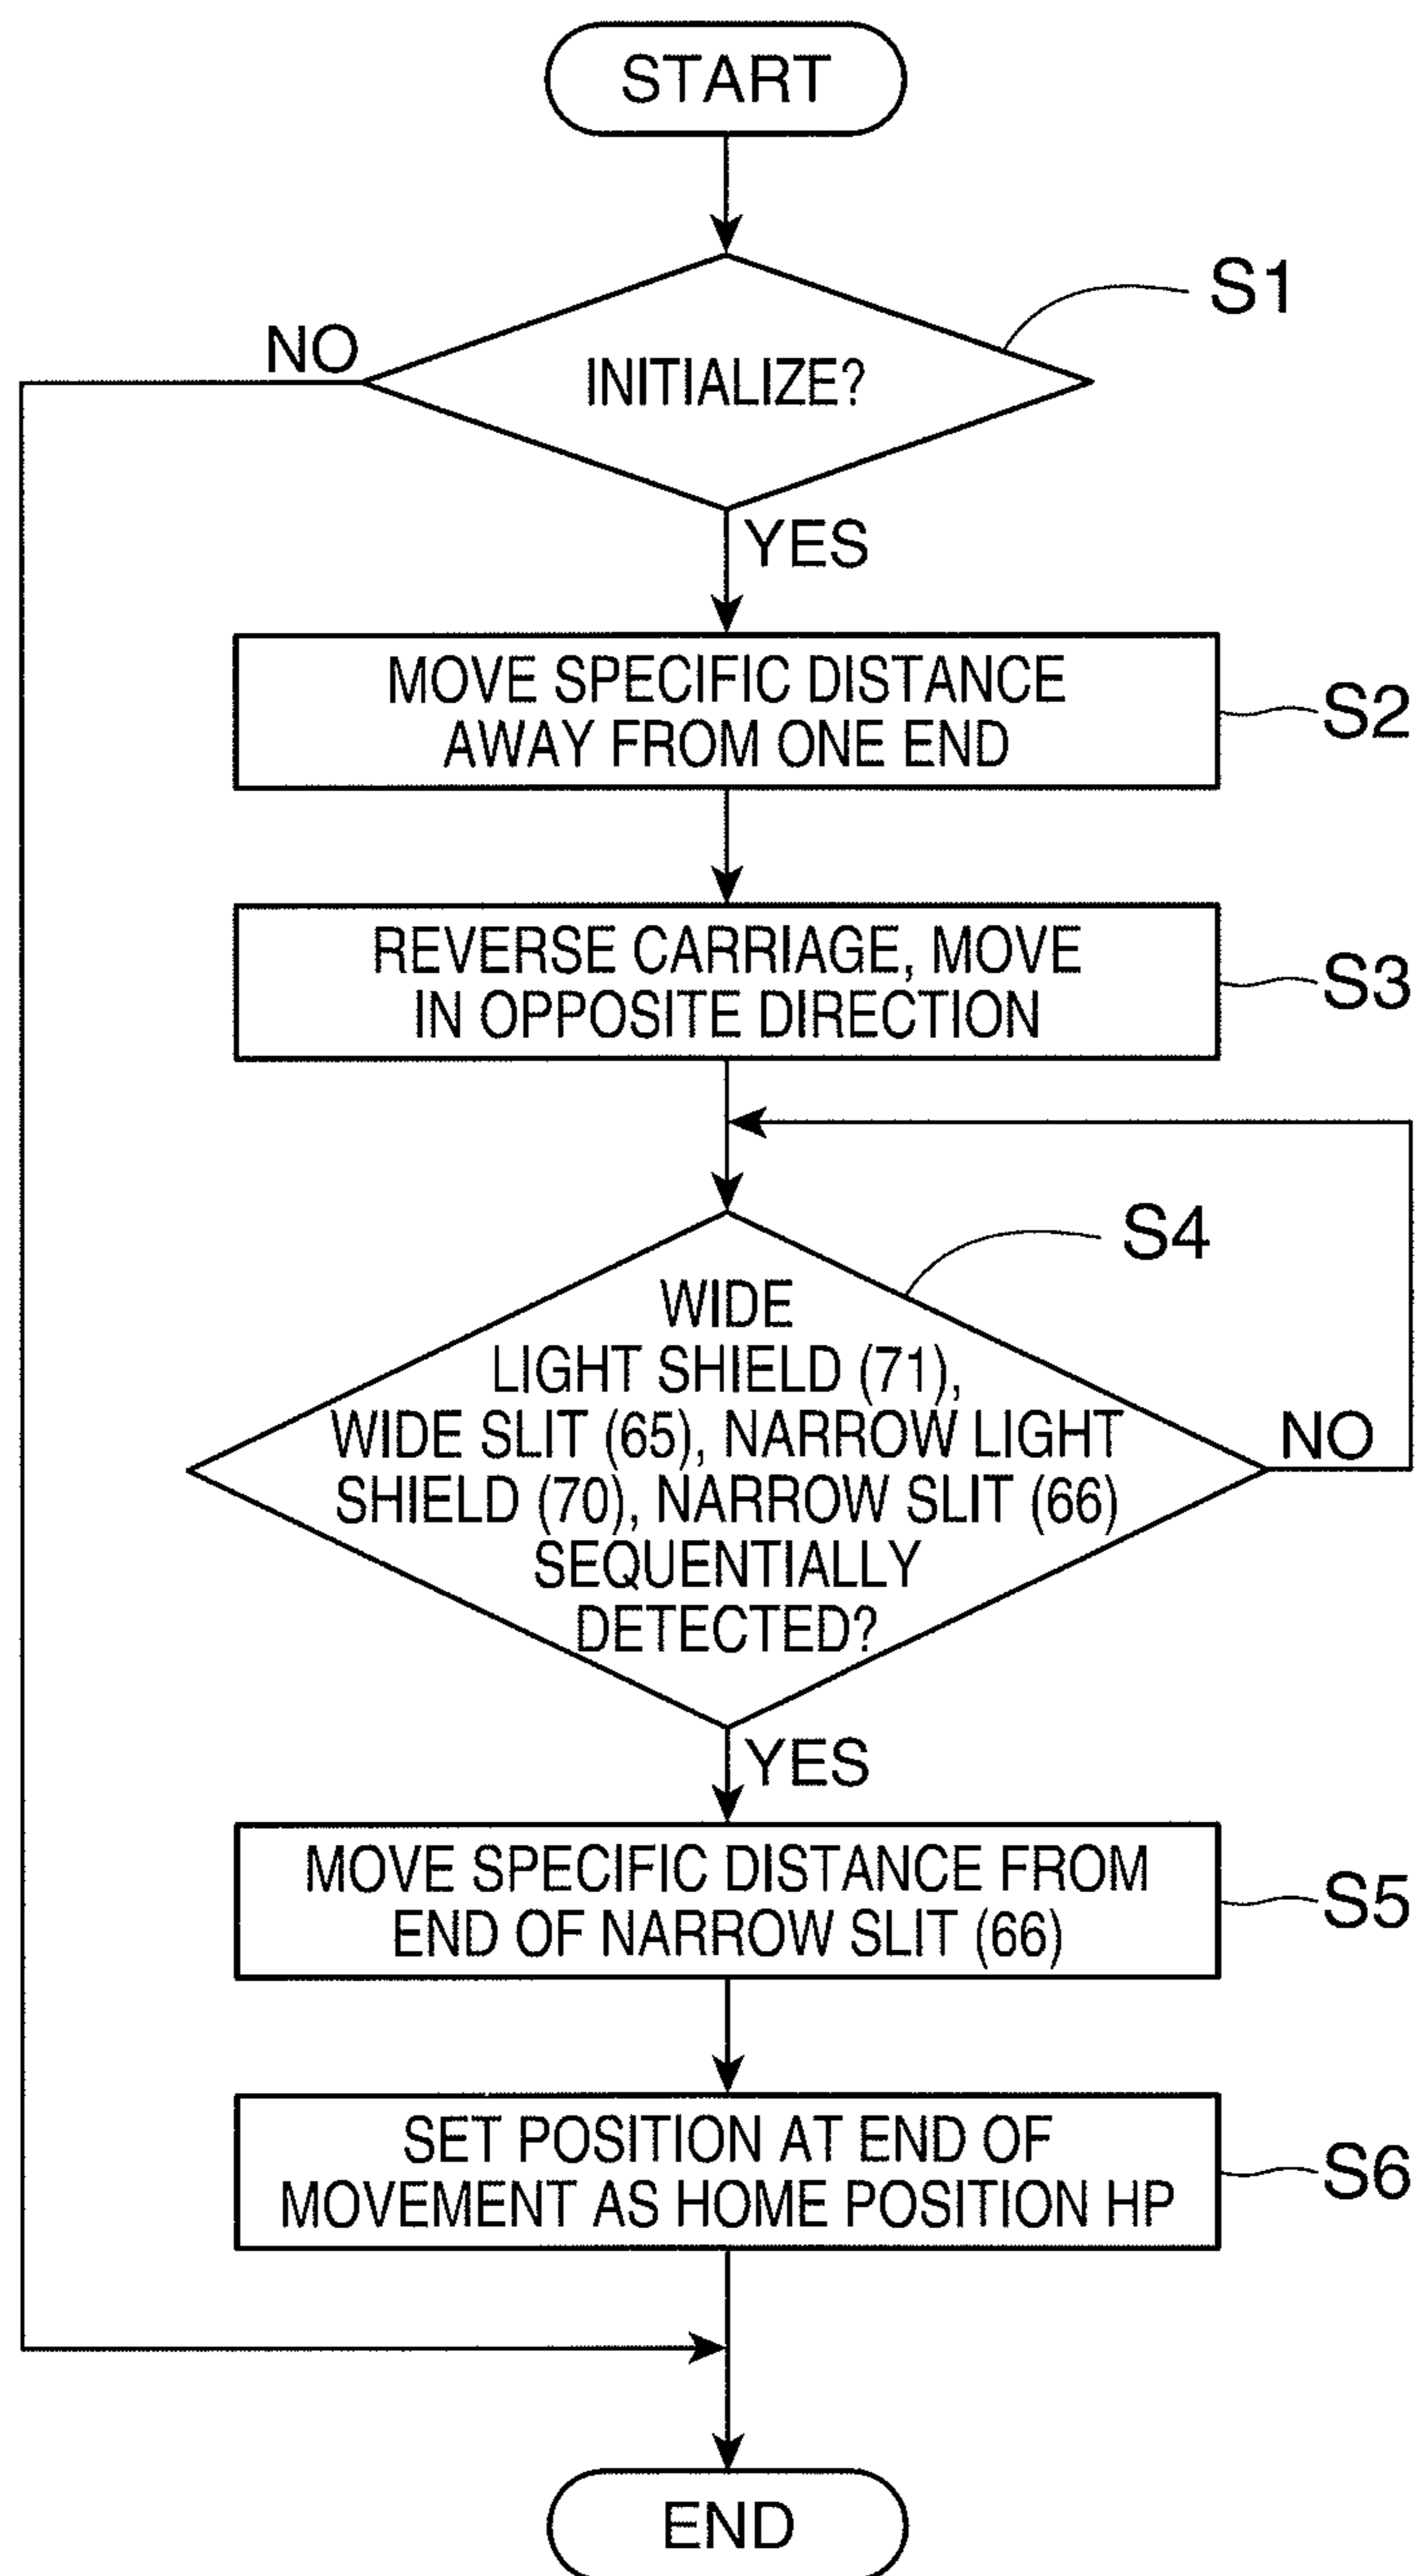 START
S1
NO
INITIALIZE?
YES
MOVE SPECIFIC DISTANCE
AWAY FROM ONE END
S2
REVERSE CARRIAGE, MOVE
IN OPPOSITE DIRECTION
S3
S4
WIDE
LIGHT SHIELD (71),
WIDE SLIT (65), NARROW LIGHT
SHIELD (70), NARROW SLIT (66)
SEQUENTIALLY
DETECTED?
NO
YES
MOVE SPECIFIC DISTANCE FROM
END OF NARROW SLIT (66)
S5
SET POSITION AT END OF
MOVEMENT AS HOME POSITION HP
S6
END